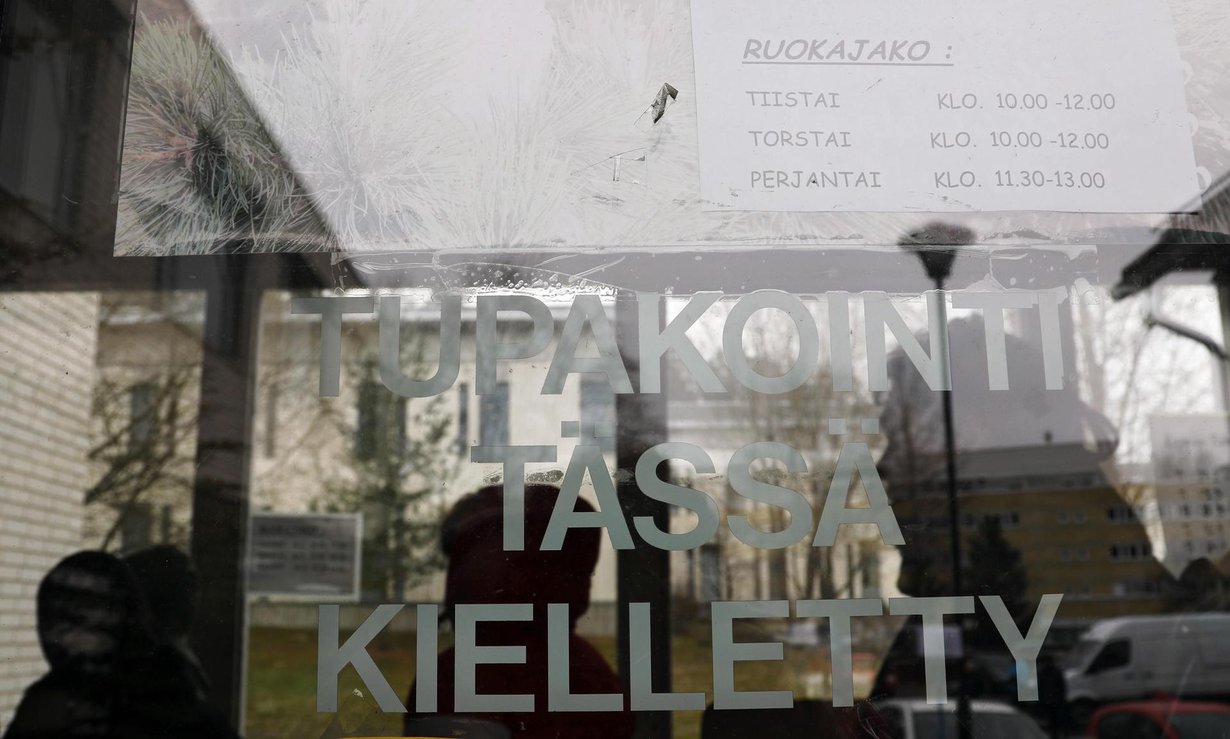 RUOKAJAKO :
TIISTAI KLO. 10.00 -12.00
TORSTAI KLO. 10.00 -12.00
PERJANTAI KLO. 11.30-13.00
TUPAKOINTI
TÄSSÄ
KIELLETTY